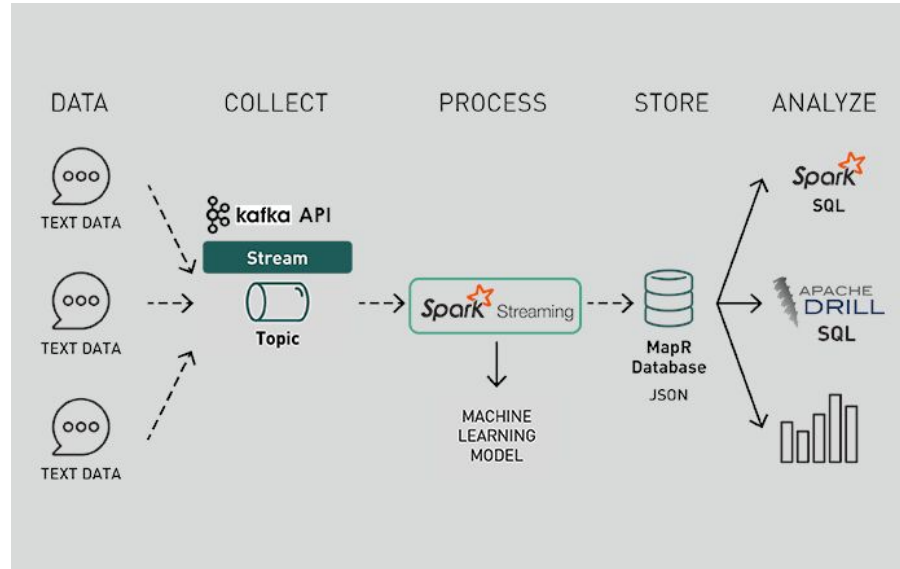 DATA
COLLECT
PROCESS
STORE
ANALYZE
TEXT DATA
TEXT DATA
TEXT DATA
kafka API
Stream
Topic
Spark Streaming
MACHINE
LEARNING
MODEL
MapR
Database
JSON
Spark
SQL
APACHE
DRILL
SQL